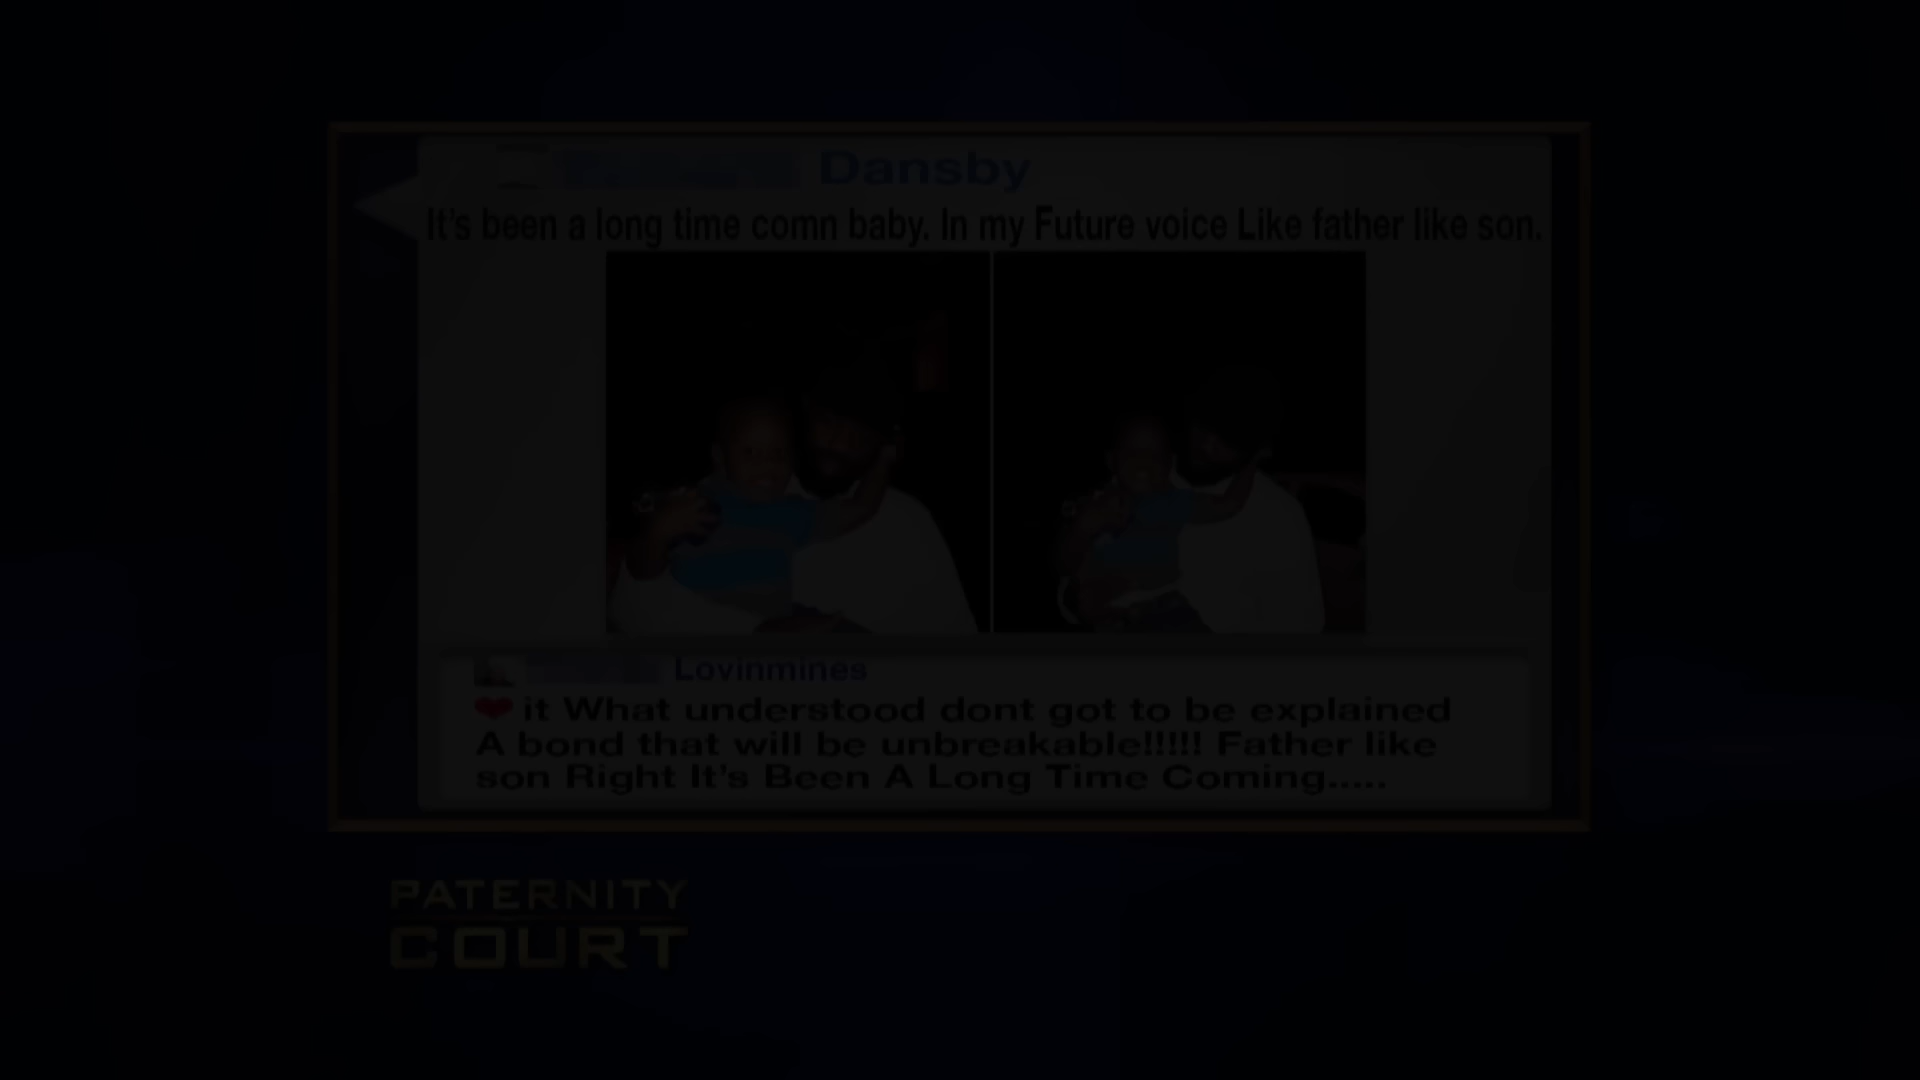 Dansby
It's been a long time comn baby. In my Future voice Like father like son.
Lovinmines
❤ it What understood dont got to be explained
A bond that will be unbreakable!!!!! Father like
son Right It's Been A Long Time Coming.....
PATERNITY
COURT